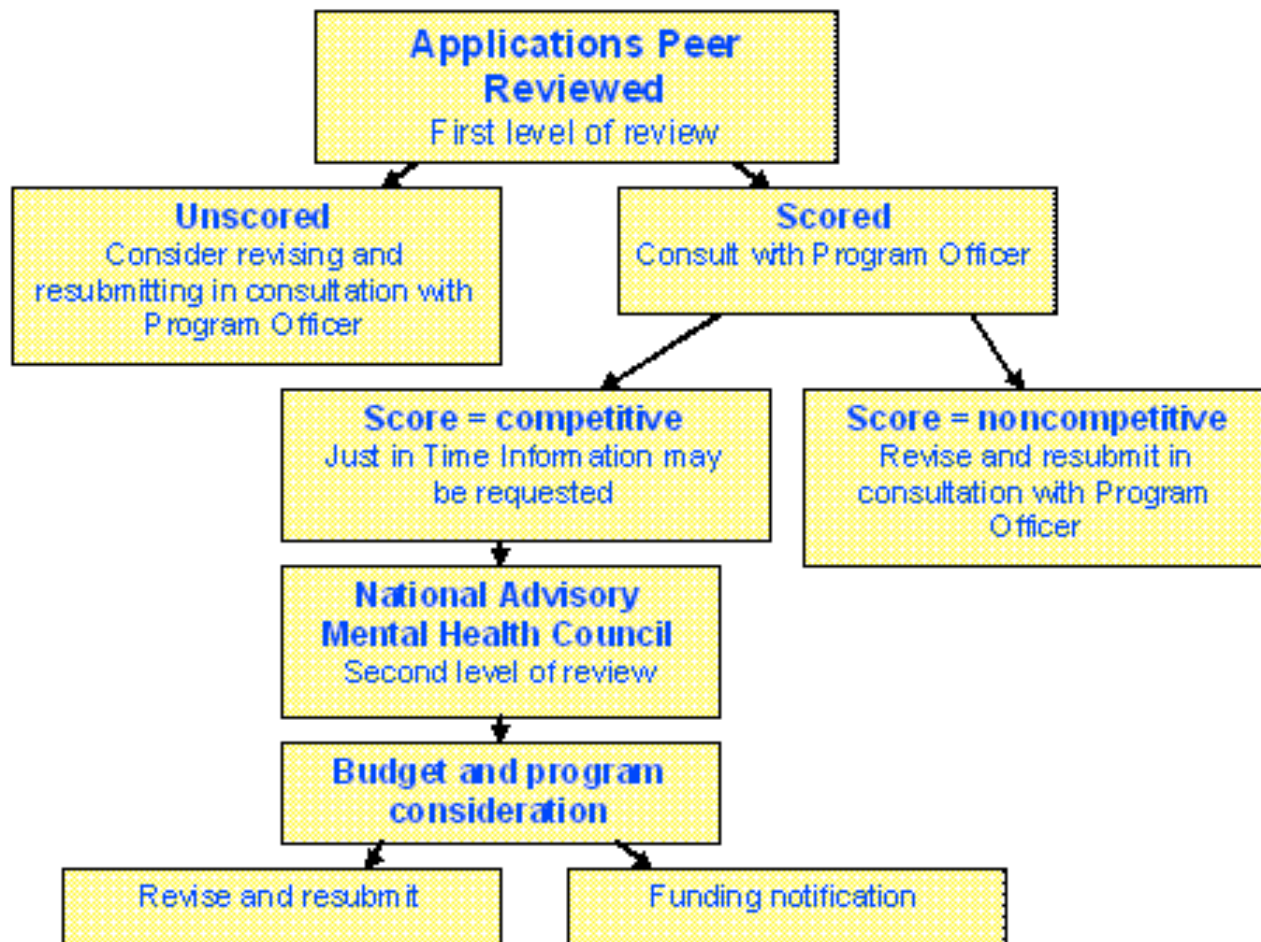 Applications Peer
Reviewed
First level of review
Unscored
Consider revising and
resubmitting in consultation with
Program Officer
Scored
Consult with Program Officer
Score = competitive
Just in Time Information may
be requested
Score = noncompetitive
Revise and resubmit in
consultation with Program
Officer
National Advisory
Mental Health Council
Second level of review
Budget and program
consideration
Revise and resubmit
Funding notification